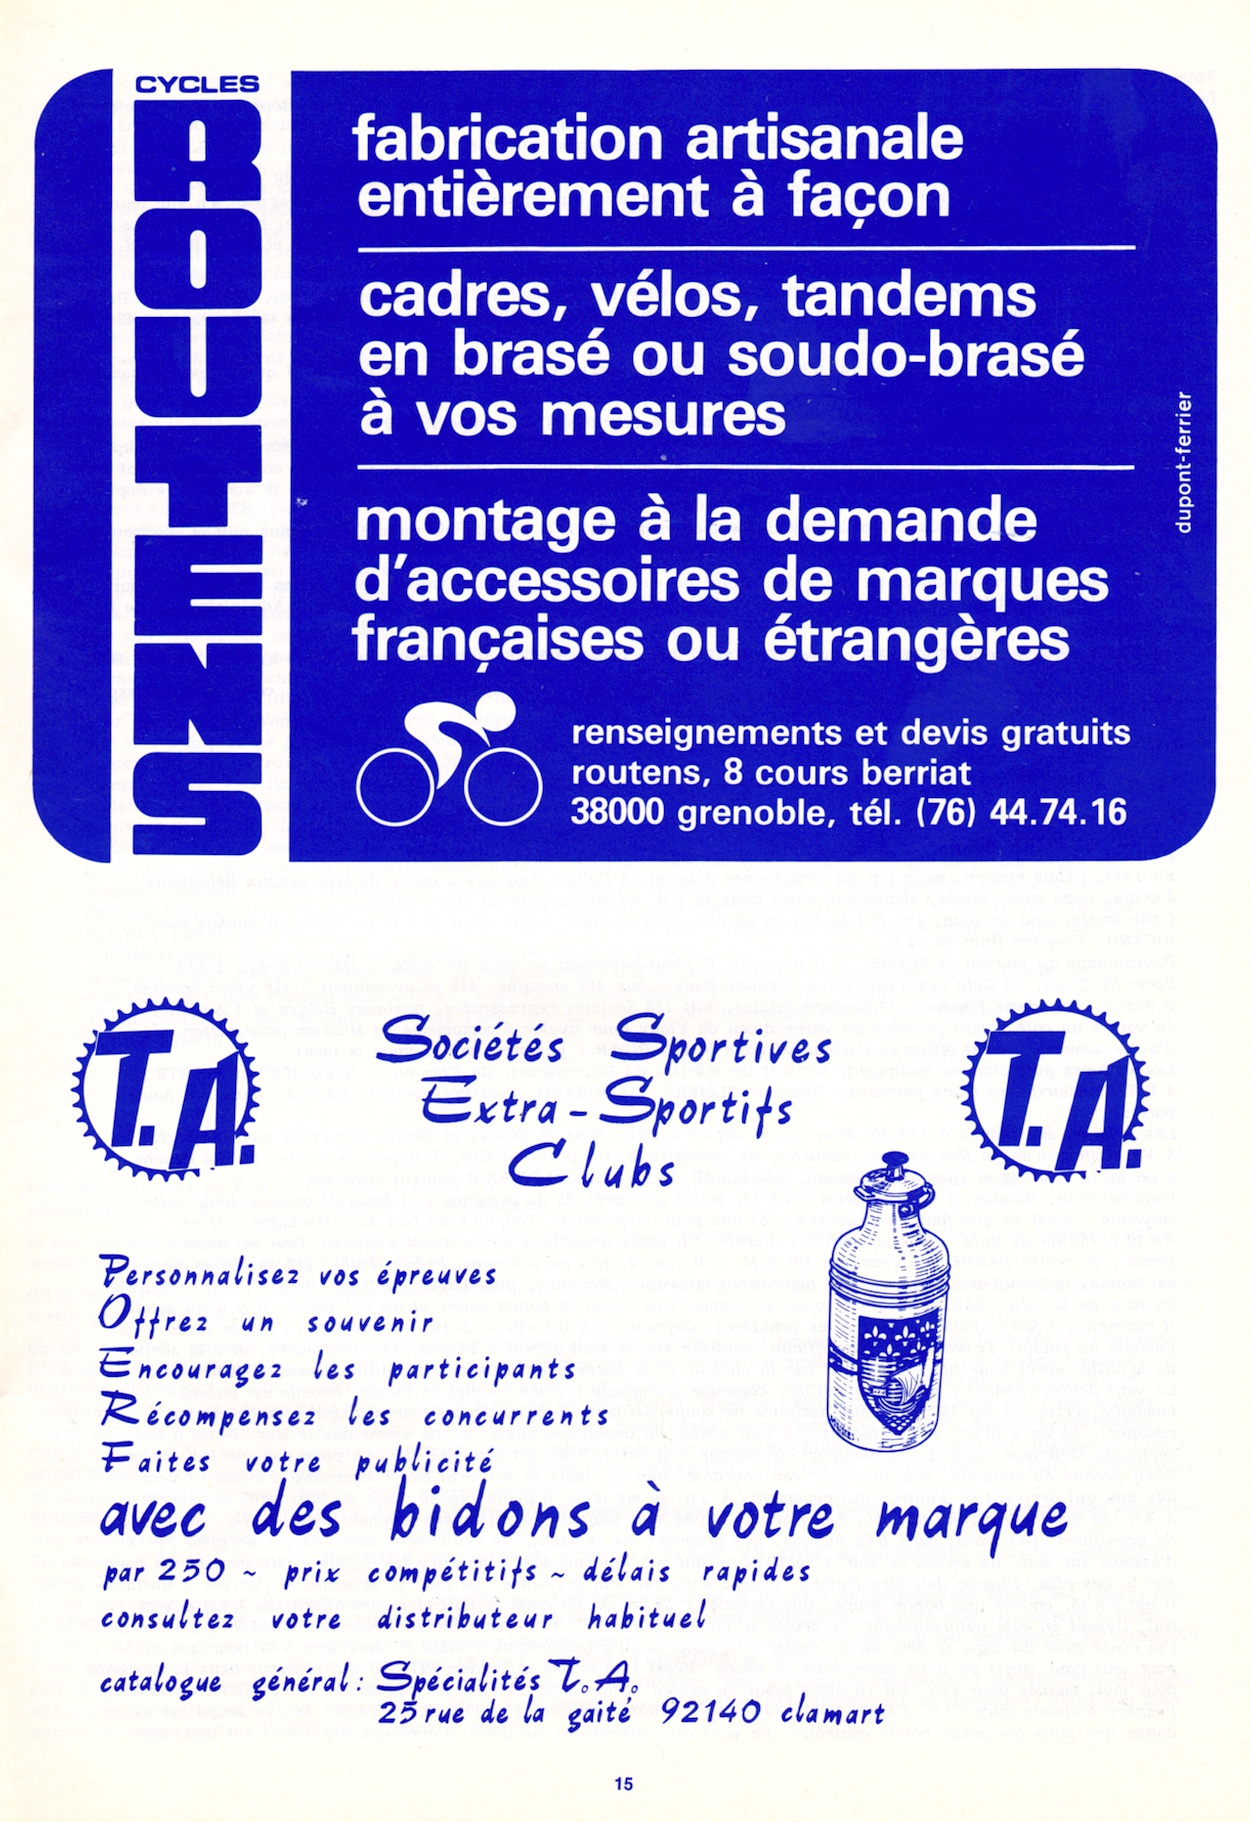 CYCLES
ROUTENS
fabrication artisanale
entièrement à façon
cadres, vélos, tandems
en brasé ou soudo-brasé
à vos mesures
montage à la demande
d'accessoires de marques
françaises ou étrangères
renseignements et devis gratuits
routens, 8 cours berriat
38000 grenoble, tél. (76) 44.74.16
dupont-ferrier
T.A.
Sociétés Sportives
Extra-Sportifs
Clubs
T.A.
Personnalisez vos épreuves
Offrez un souvenir
Encouragez les participants
Récompensez les concurrents
Faites votre publicité
avec des bidons à votre marque
par 250 ~ prix compétitifs ~ délais rapides
consultez votre distributeur habituel
catalogue général : Spécialités T.A.
25 rue de la gaité 92140 clamart
15